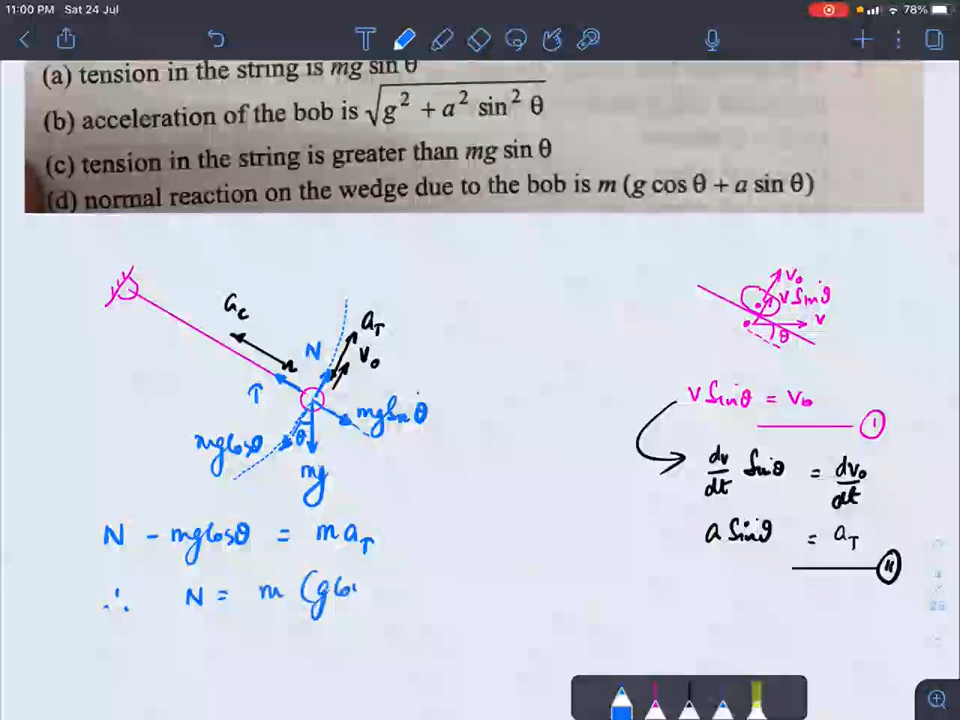 11:00 PM Sat 24 Jul 78%
(a) tension in the string is mg sin θ
(b) acceleration of the bob is √g² + a² sin² θ
(c) tension in the string is greater than mg sin θ
(d) normal reaction on the wedge due to the bob is m (g cos θ + a sin θ)
a_c
a_T
N
v₀
T
mg sin θ
mg cos θ
θ
mg
v₀
v sin θ
v
θ
v sin θ = v₀
I
dv/dt sin θ = dv₀/dt
a sin θ = a_T
II
N - mg cos θ = m a_T
∴ N = m (g co